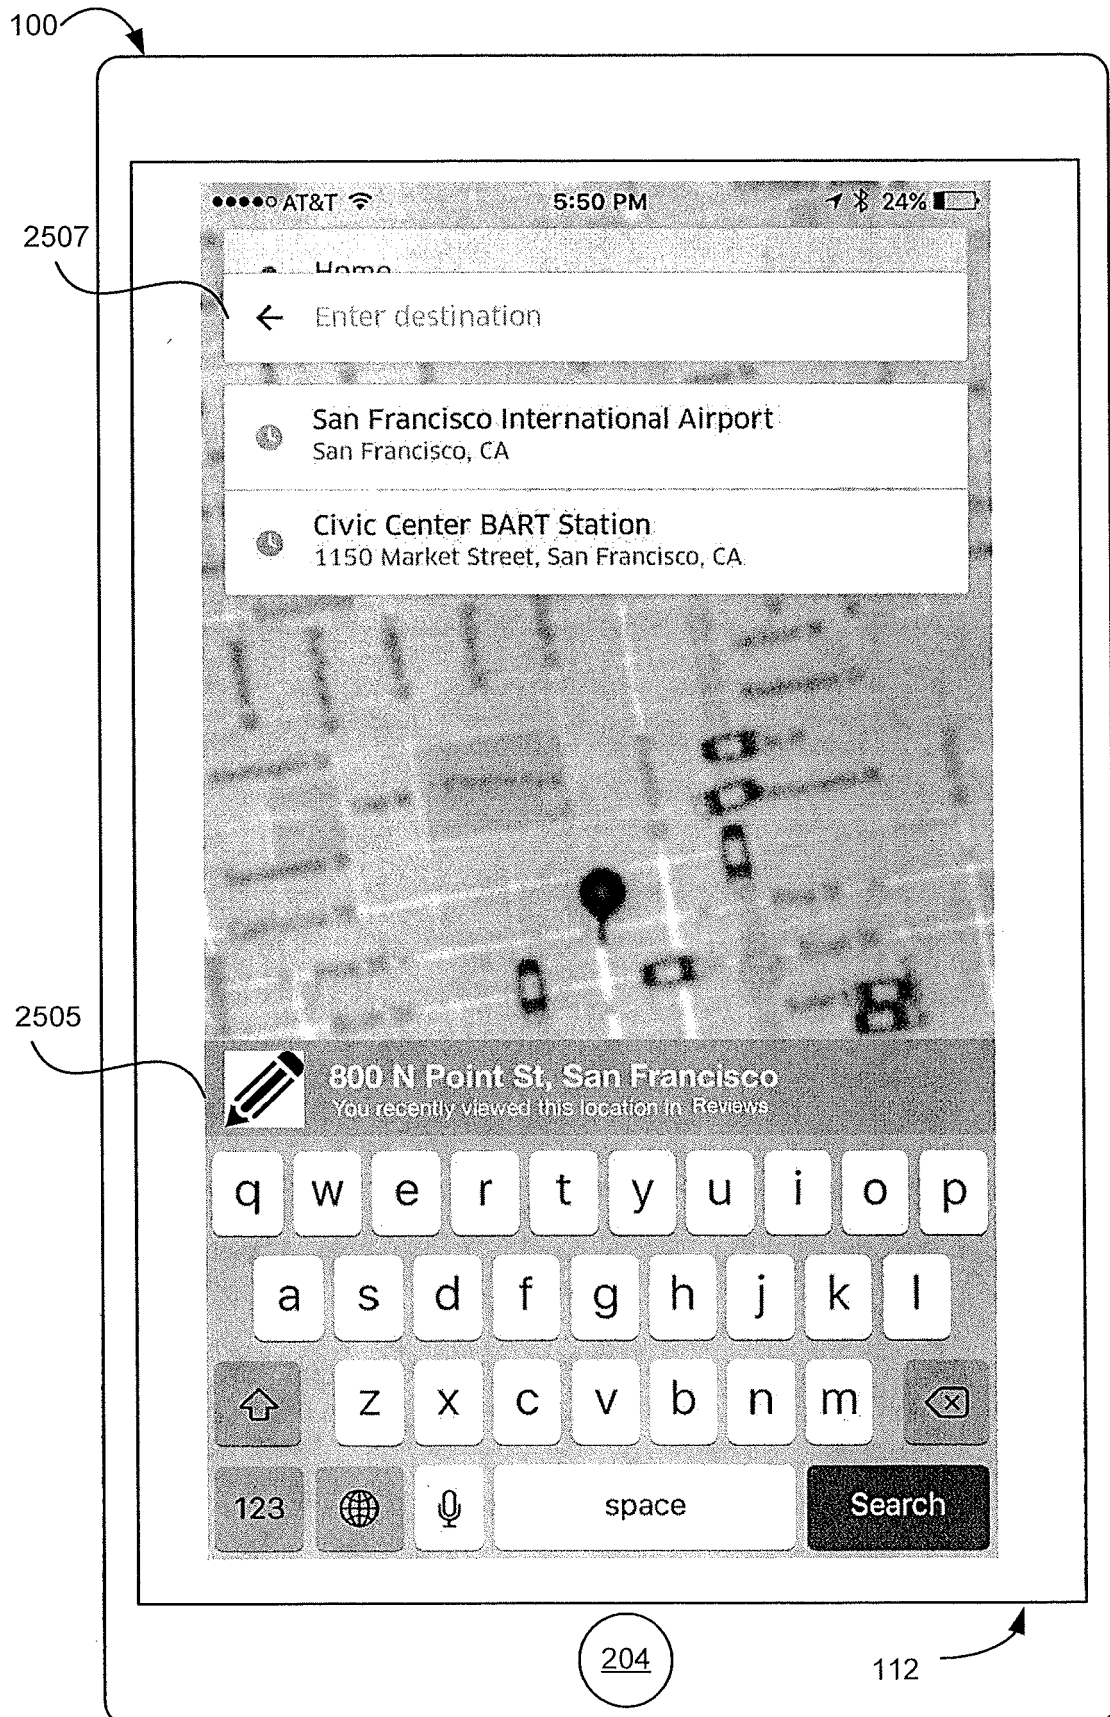 100
AT&T 5:50 PM 24%
2507
Home
Enter destination
San Francisco International Airport
San Francisco, CA
Civic Center BART Station
1150 Market Street, San Francisco, CA
2505
800 N Point St, San Francisco
You recently viewed this location in Reviews
q w e r t y u i o p
a s d f g h j k l
z x c v b n m
123 space Search
204
112